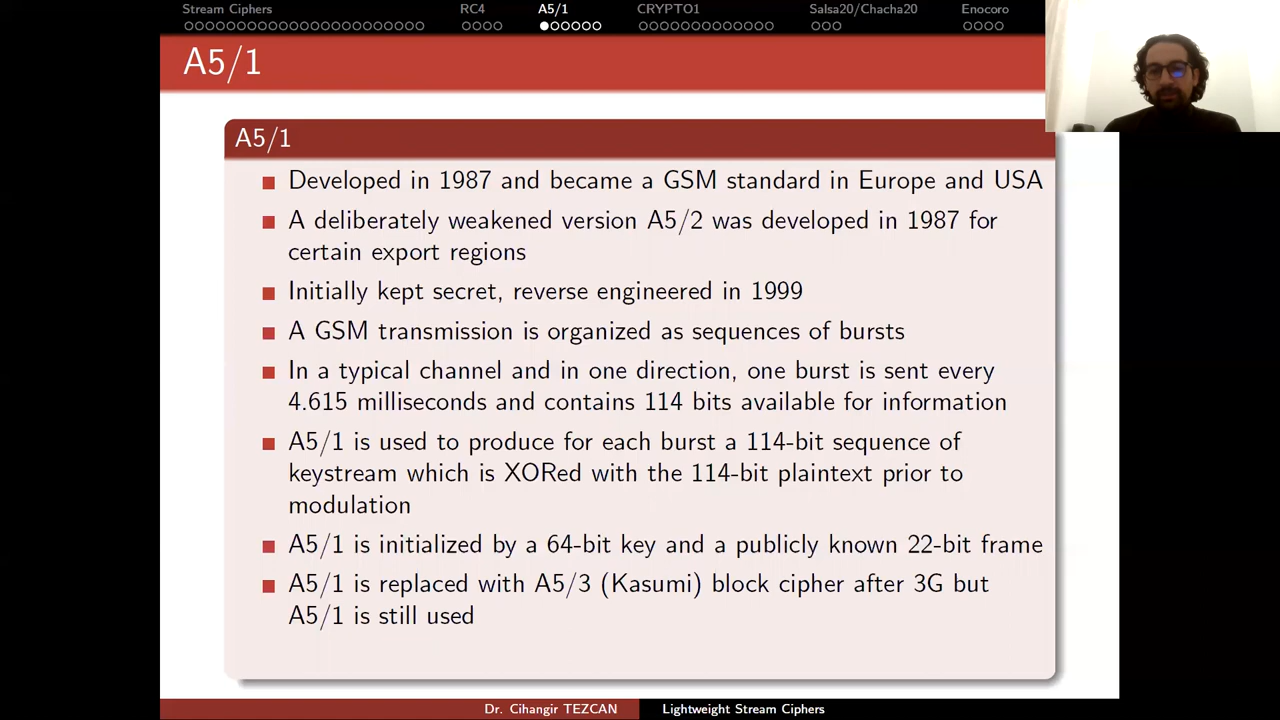 Stream Ciphers RC4 A5/1 CRYPTO1 Salsa20/Chacha20 Enocoro
A5/1
A5/1
Developed in 1987 and became a GSM standard in Europe and USA
A deliberately weakened version A5/2 was developed in 1987 for
certain export regions
Initially kept secret, reverse engineered in 1999
A GSM transmission is organized as sequences of bursts
In a typical channel and in one direction, one burst is sent every
4.615 milliseconds and contains 114 bits available for information
A5/1 is used to produce for each burst a 114-bit sequence of
keystream which is XORed with the 114-bit plaintext prior to
modulation
A5/1 is initialized by a 64-bit key and a publicly known 22-bit frame
A5/1 is replaced with A5/3 (Kasumi) block cipher after 3G but
A5/1 is still used
Dr. Cihangir TEZCAN Lightweight Stream Ciphers